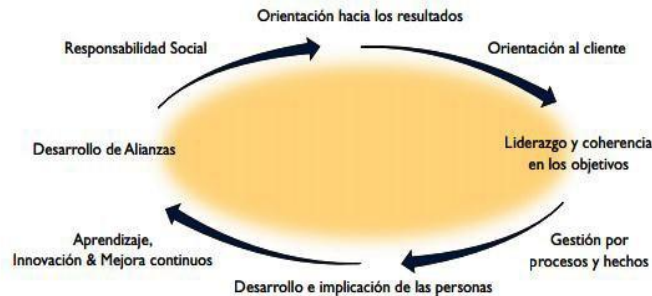 Orientación hacia los resultados
Responsabilidad Social
Orientación al cliente
Desarrollo de Alianzas
Liderazgo y coherencia
en los objetivos
Aprendizaje,
Innovación & Mejora continuos
Gestión por
procesos y hechos
Desarrollo e implicación de las personas